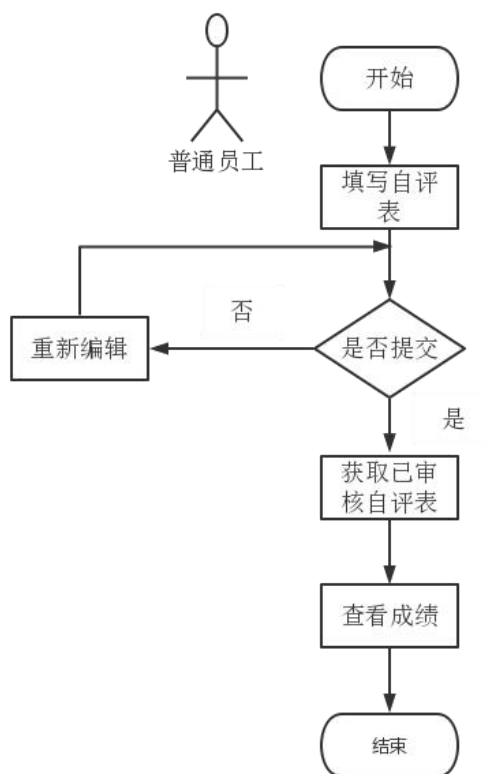 开始
普通员工
填写自评
表
否
重新编辑
是否提交
是
获取已审
核自评表
查看成绩
结束